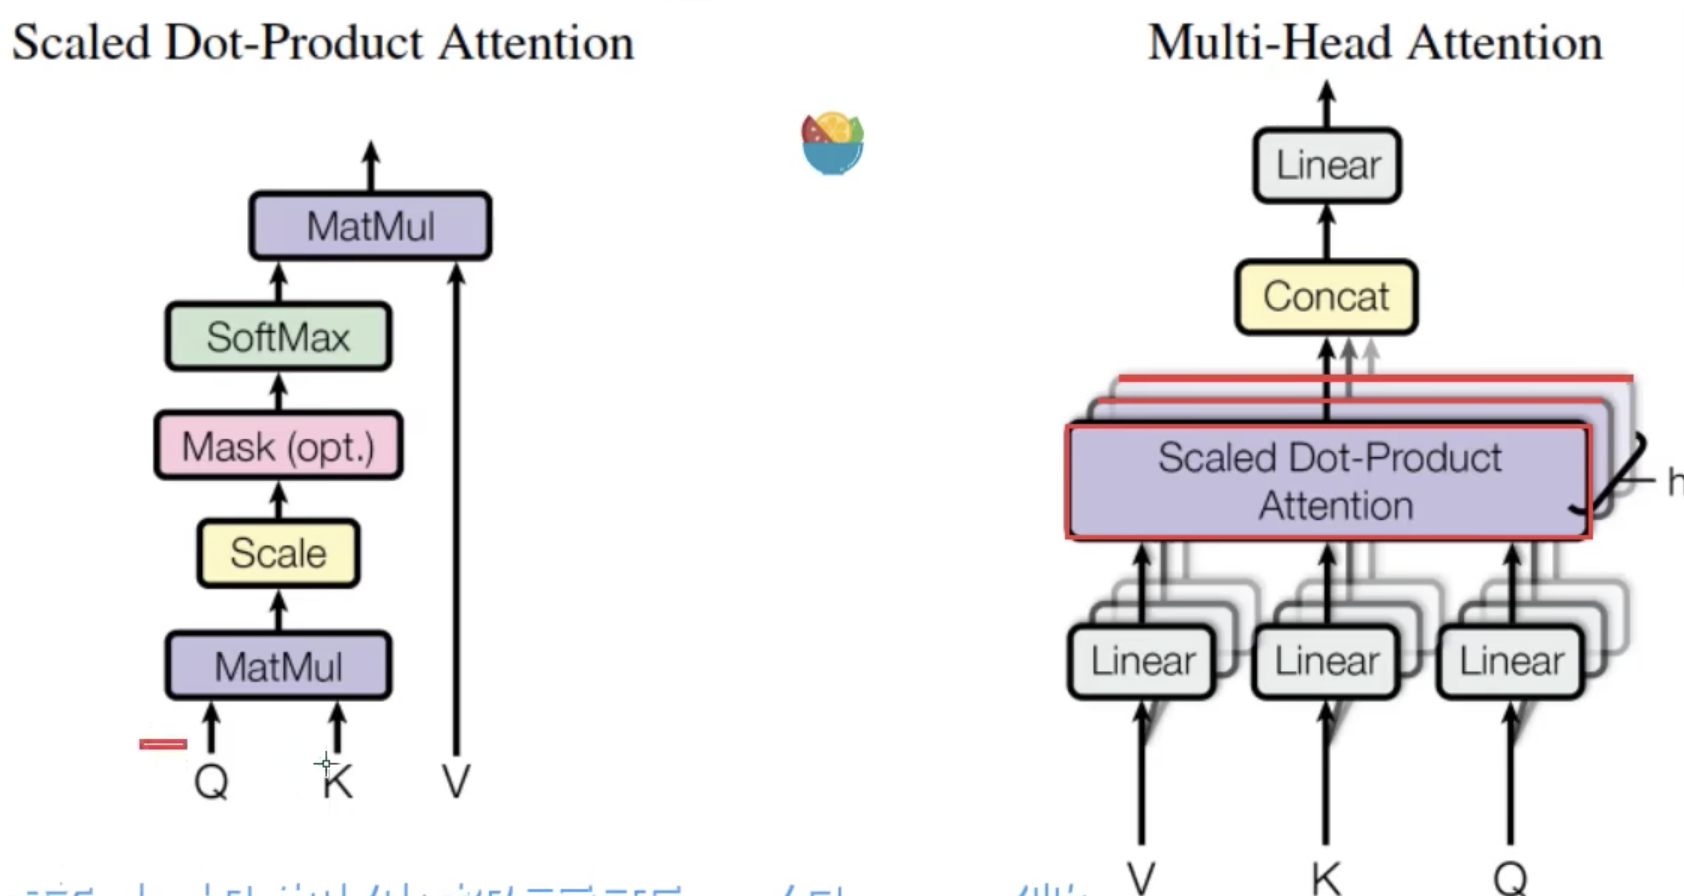 Scaled Dot-Product Attention
MatMul
SoftMax
Mask (opt.)
Scale
MatMul
Q K V
Multi-Head Attention
Linear
Concat
Scaled Dot-Product
Attention
h
Linear Linear Linear
V K Q